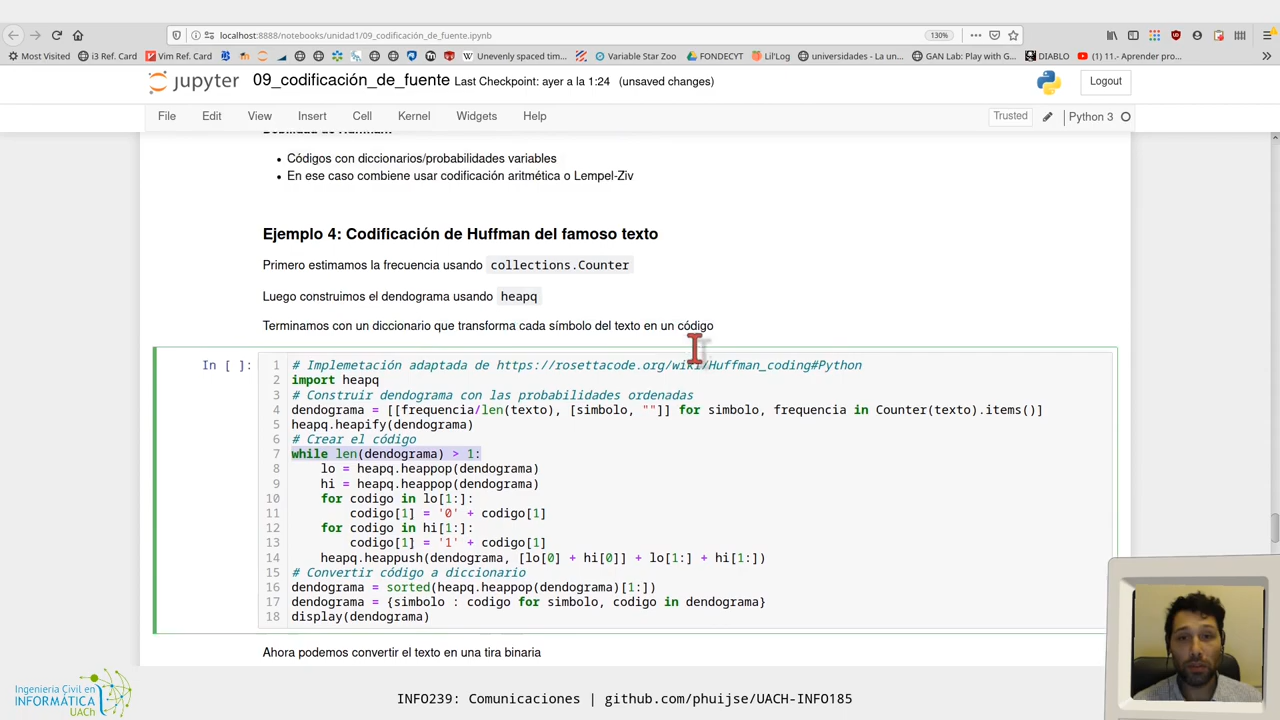 localhost:8888/notebooks/unidad1/09_codificación_de_fuente.ipynb
130%
Most Visited i3 Ref. Card Vim Ref. Card Unevenly spaced tim... Variable Star Zoo FONDECYT Lil'Log universidades - La un... GAN Lab: Play with G... DIABLO (1) 11.- Aprender pro...
jupyter 09_codificación_de_fuente Last Checkpoint: ayer a la 1:24 (unsaved changes)
Logout
File Edit View Insert Cell Kernel Widgets Help
Trusted Python 3
Códigos con diccionarios/probabilidades variables
En ese caso combiene usar codificación aritmética o Lempel-Ziv
Ejemplo 4: Codificación de Huffman del famoso texto
Primero estimamos la frecuencia usando collections.Counter
Luego construimos el dendograma usando heapq
Terminamos con un diccionario que transforma cada símbolo del texto en un código
In [ ]:
1 # Implemetación adaptada de https://rosettacode.org/wiki/Huffman_coding#Python
2 import heapq
3 # Construir dendograma con las probabilidades ordenadas
4 dendograma = [[frequencia/len(texto), [simbolo, ""]] for simbolo, frequencia in Counter(texto).items()]
5 heapq.heapify(dendograma)
6 # Crear el código
7 while len(dendograma) > 1:
8 lo = heapq.heappop(dendograma)
9 hi = heapq.heappop(dendograma)
10 for codigo in lo[1:]:
11 codigo[1] = '0' + codigo[1]
12 for codigo in hi[1:]:
13 codigo[1] = '1' + codigo[1]
14 heapq.heappush(dendograma, [lo[0] + hi[0]] + lo[1:] + hi[1:])
15 # Convertir código a diccionario
16 dendograma = sorted(heapq.heappop(dendograma)[1:])
17 dendograma = {simbolo : codigo for simbolo, codigo in dendograma}
18 display(dendograma)
Ahora podemos convertir el texto en una tira binaria
Ingeniería Civil en
INFORMÁTICA
UACh
INFO239: Comunicaciones | github.com/phuijse/UACH-INFO185